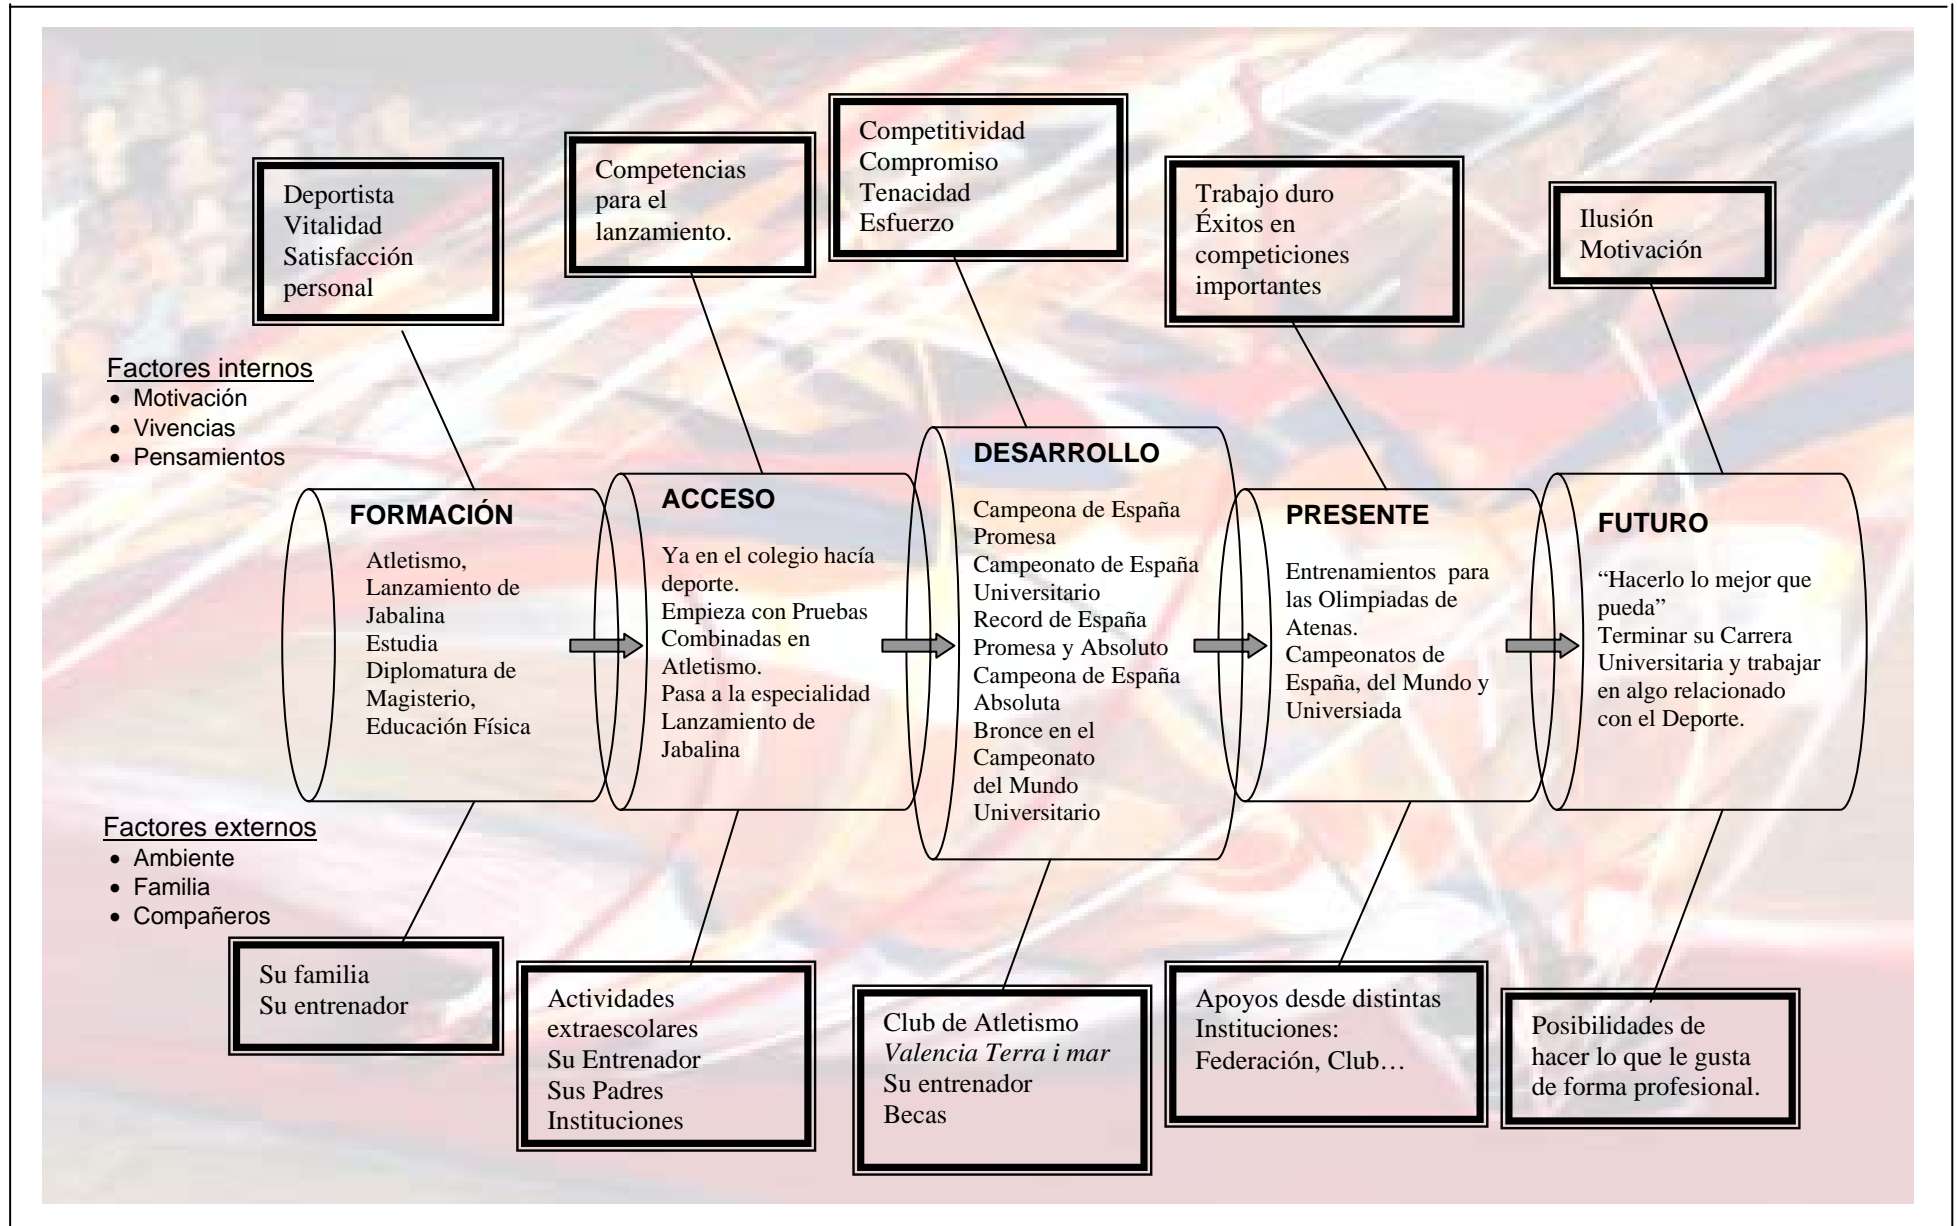 Deportista
Vitalidad
Satisfacción
personal
Competencias
para el
lanzamiento.
Competitividad
Compromiso
Tenacidad
Esfuerzo
Trabajo duro
Éxitos en
competiciones
importantes
Ilusión
Motivación
Factores internos
• Motivación
• Vivencias
• Pensamientos
FORMACIÓN
Atletismo,
Lanzamiento de
Jabalina
Estudia
Diplomatura de
Magisterio,
Educación Física
ACCESO
Ya en el colegio hacía
deporte.
Empieza con Pruebas
Combinadas en
Atletismo.
Pasa a la especialidad
Lanzamiento de
Jabalina
DESARROLLO
Campeona de España
Promesa
Campeonato de España
Universitario
Record de España
Promesa y Absoluto
Campeona de España
Absoluta
Bronce en el
Campeonato
del Mundo
Universitario
PRESENTE
Entrenamientos para
las Olimpiadas de
Atenas.
Campeonatos de
España, del Mundo y
Universiada
FUTURO
“Hacerlo lo mejor que
pueda”
Terminar su Carrera
Universitaria y trabajar
en algo relacionado
con el Deporte.
Factores externos
• Ambiente
• Familia
• Compañeros
Su familia
Su entrenador
Actividades
extraescolares
Su Entrenador
Sus Padres
Instituciones
Club de Atletismo
Valencia Terra i mar
Su entrenador
Becas
Apoyos desde distintas
Instituciones:
Federación, Club…
Posibilidades de
hacer lo que le gusta
de forma profesional.